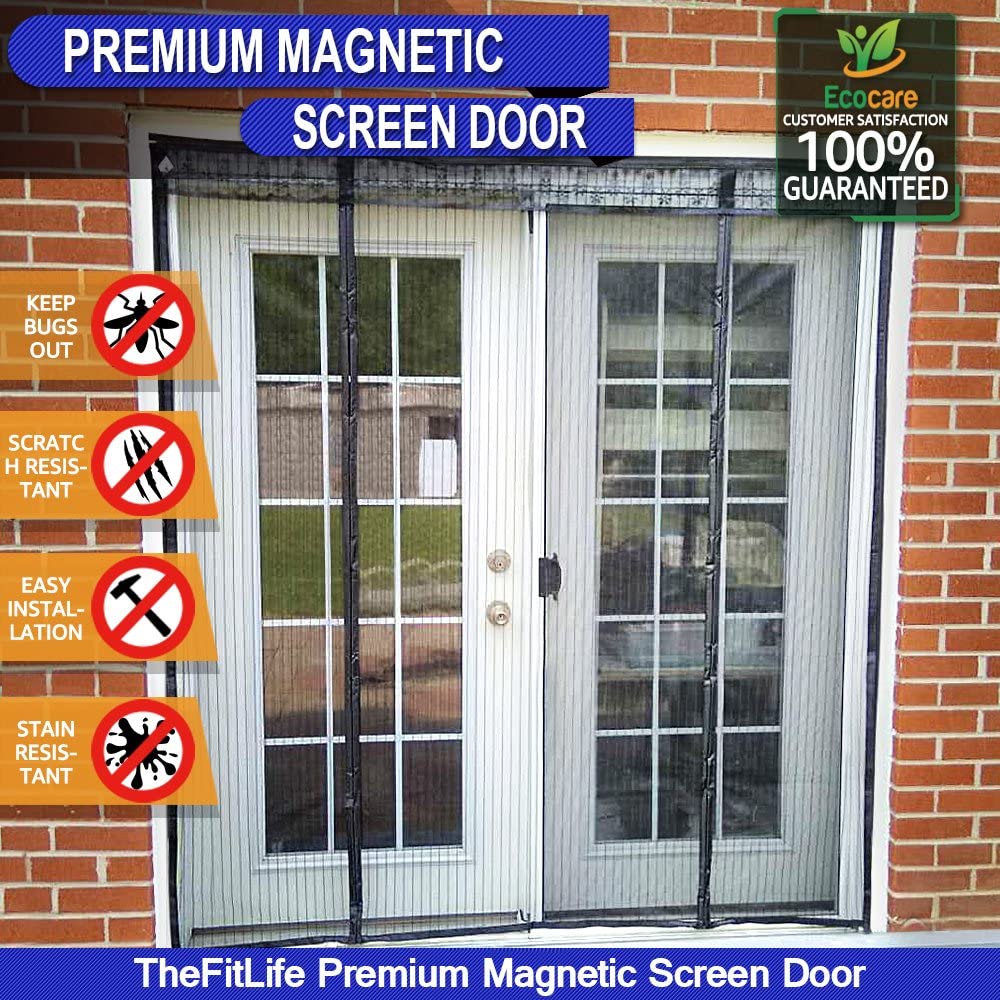 PREMIUM MAGNETIC
SCREEN DOOR
Ecocare
CUSTOMER SATISFACTION
100%
GUARANTEED
KEEP
BUGS
OUT
SCRATC
H RESIS-
TANT
EASY
INSTAL-
LATION
STAIN
RESIS-
TANT
TheFitLife Premium Magnetic Screen Door